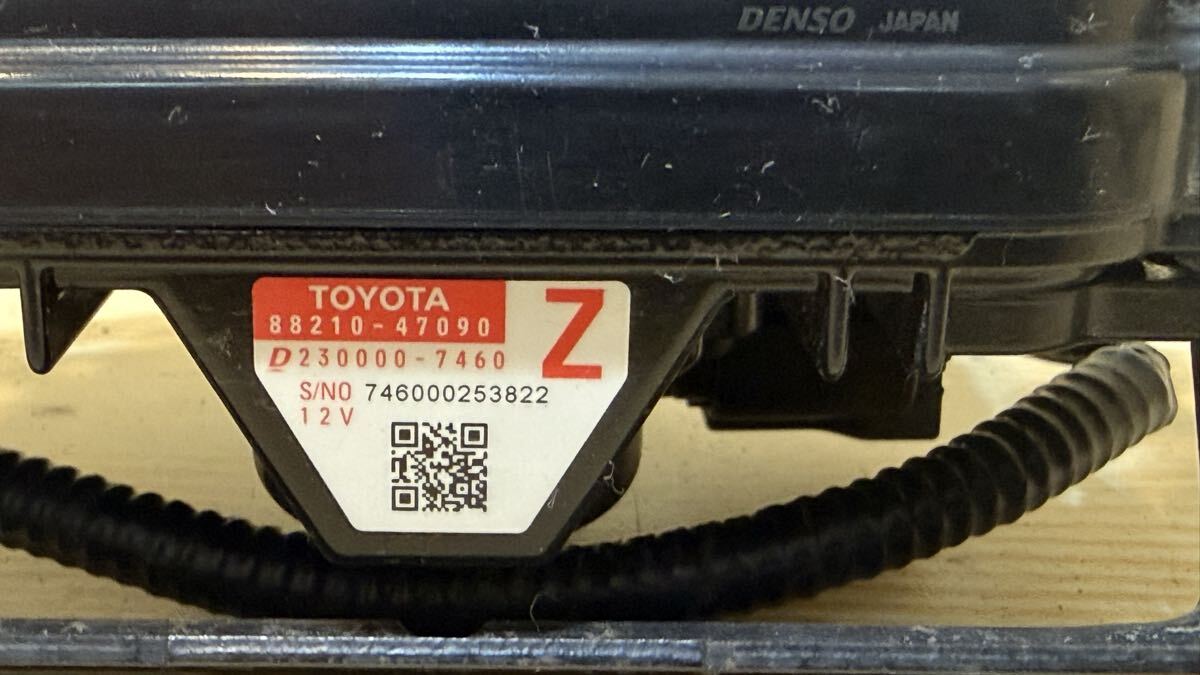 DENSO JAPAN
TOYOTA
88210-47090
Z
D230000-7460
S/NO 746000253822
12V